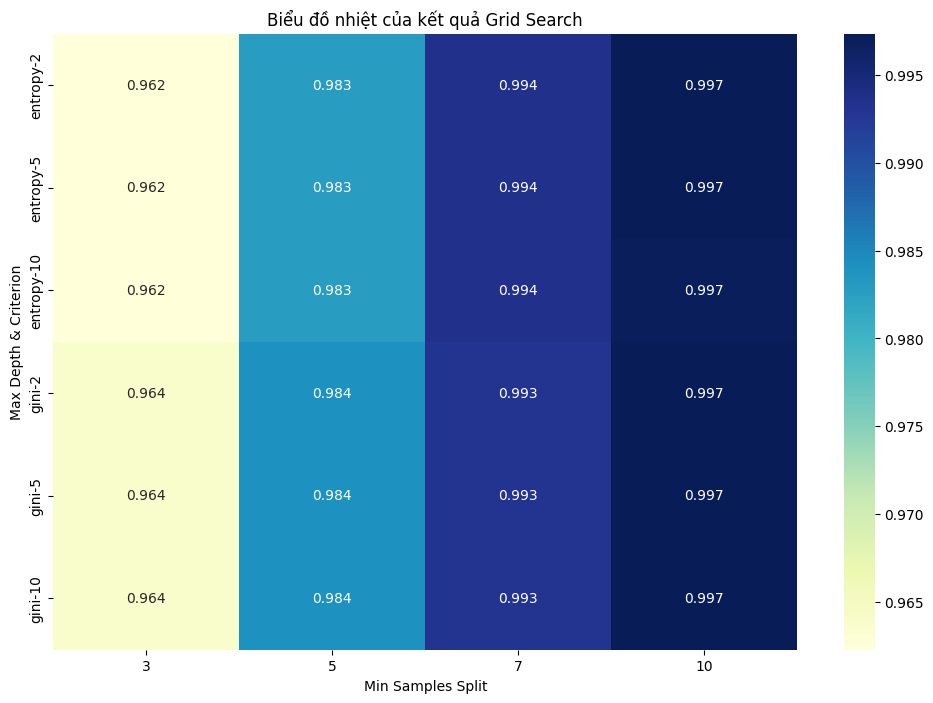 Biểu đồ nhiệt của kết quả Grid Search
Max Depth & Criterion
entropy-2 0.962 0.983 0.994 0.997
entropy-5 0.962 0.983 0.994 0.997
entropy-10 0.962 0.983 0.994 0.997
gini-2 0.964 0.984 0.993 0.997
gini-5 0.964 0.984 0.993 0.997
gini-10 0.964 0.984 0.993 0.997
3 5 7 10
Min Samples Split
0.995
0.990
0.985
0.980
0.975
0.970
0.965